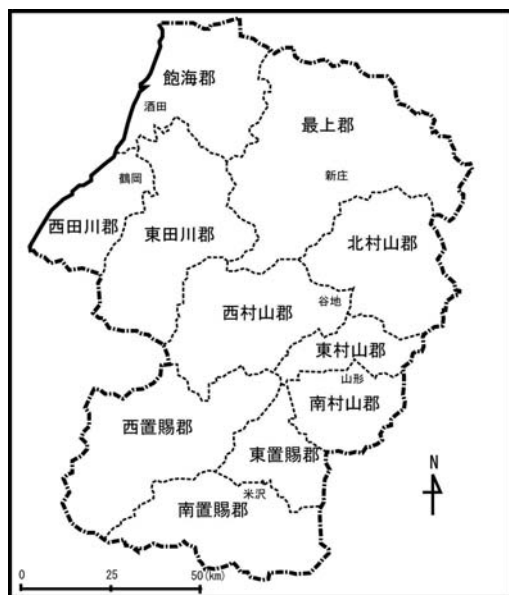 飽海郡
酒田
最上郡
鶴岡
新庄
西田川郡
東田川郡
北村山郡
谷地
西村山郡
東村山郡
山形
南村山郡
西置賜郡
東置賜郡
米沢
南置賜郡
N
0 25 50(km)